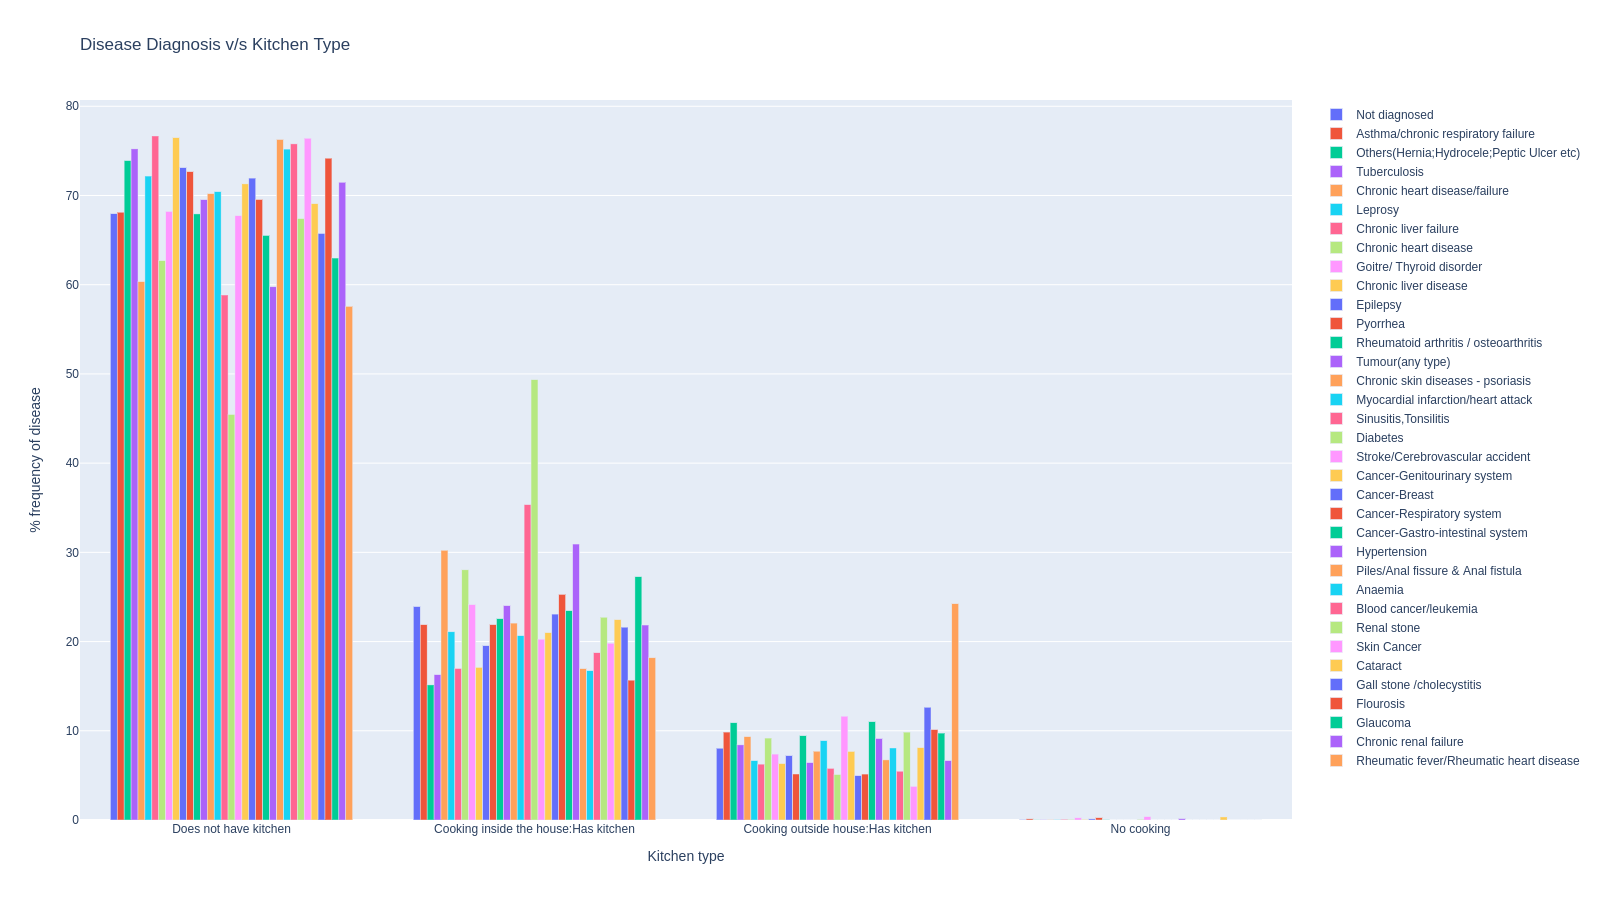 Disease Diagnosis v/s Kitchen Type
% frequency of disease
80
70
60
50
40
30
20
10
0
Does not have kitchen
Cooking inside the house:Has kitchen
Cooking outside house:Has kitchen
No cooking
Kitchen type
Not diagnosed
Asthma/chronic respiratory failure
Others(Hernia;Hydrocele;Peptic Ulcer etc)
Tuberculosis
Chronic heart disease/failure
Leprosy
Chronic liver failure
Chronic heart disease
Goitre/ Thyroid disorder
Chronic liver disease
Epilepsy
Pyorrhea
Rheumatoid arthritis / osteoarthritis
Tumour(any type)
Chronic skin diseases - psoriasis
Myocardial infarction/heart attack
Sinusitis,Tonsilitis
Diabetes
Stroke/Cerebrovascular accident
Cancer-Genitourinary system
Cancer-Breast
Cancer-Respiratory system
Cancer-Gastro-intestinal system
Hypertension
Piles/Anal fissure & Anal fistula
Anaemia
Blood cancer/leukemia
Renal stone
Skin Cancer
Cataract
Gall stone /cholecystitis
Flourosis
Glaucoma
Chronic renal failure
Rheumatic fever/Rheumatic heart disease